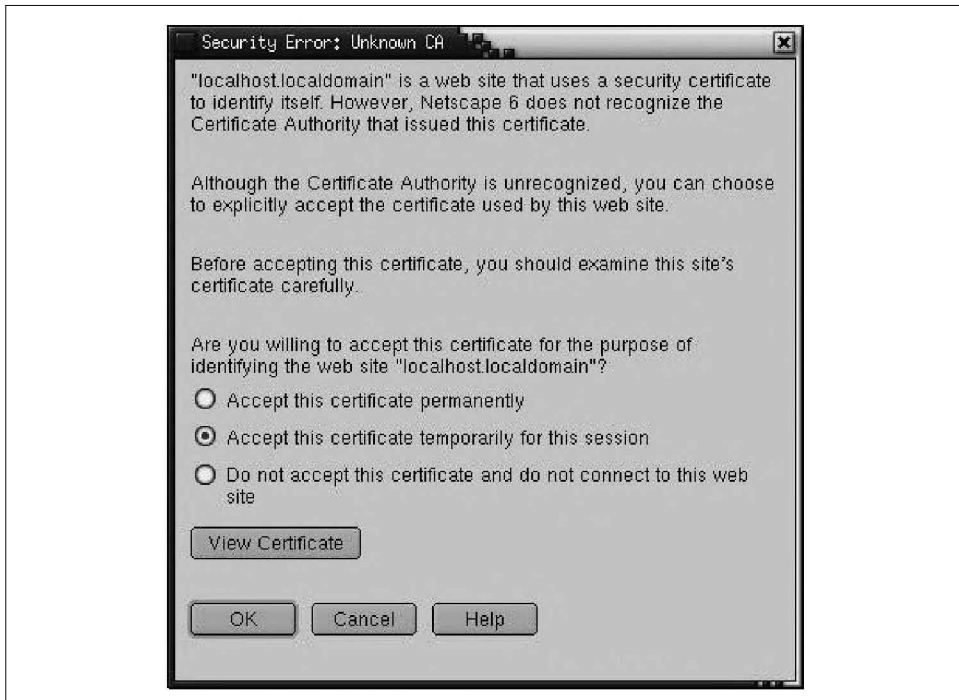 Security Error: Unknown CA
"localhost.localdomain" is a web site that uses a security certificate
to identify itself. However, Netscape 6 does not recognize the
Certificate Authority that issued this certificate.
Although the Certificate Authority is unrecognized, you can choose
to explicitly accept the certificate used by this web site.
Before accepting this certificate, you should examine this site's
certificate carefully.
Are you willing to accept this certificate for the purpose of
identifying the web site "localhost.localdomain"?
Accept this certificate permanently
Accept this certificate temporarily for this session
Do not accept this certificate and do not connect to this web
site
View Certificate
OK Cancel Help